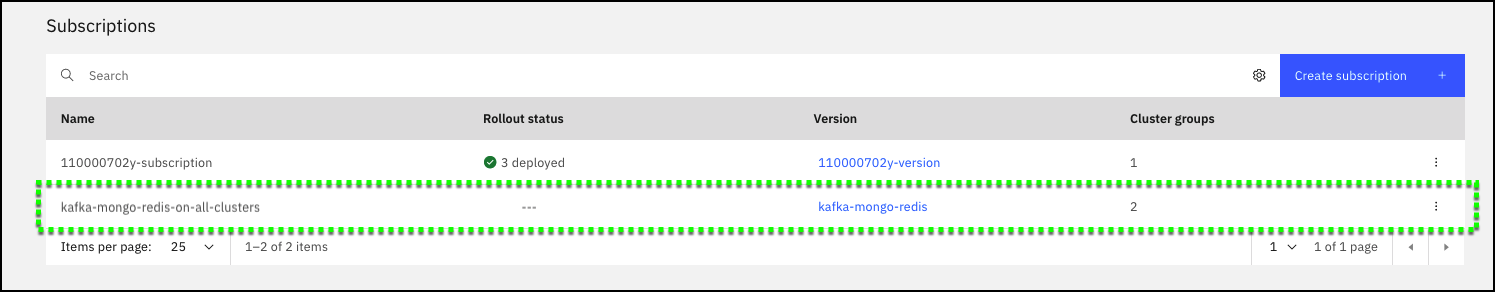 Subscriptions
Search
Create subscription +
Name Rollout status Version Cluster groups
110000702y-subscription 3 deployed 110000702y-version 1
kafka-mongo-redis-on-all-clusters --- kafka-mongo-redis 2
Items per page: 25 1–2 of 2 items 1 1 of 1 page